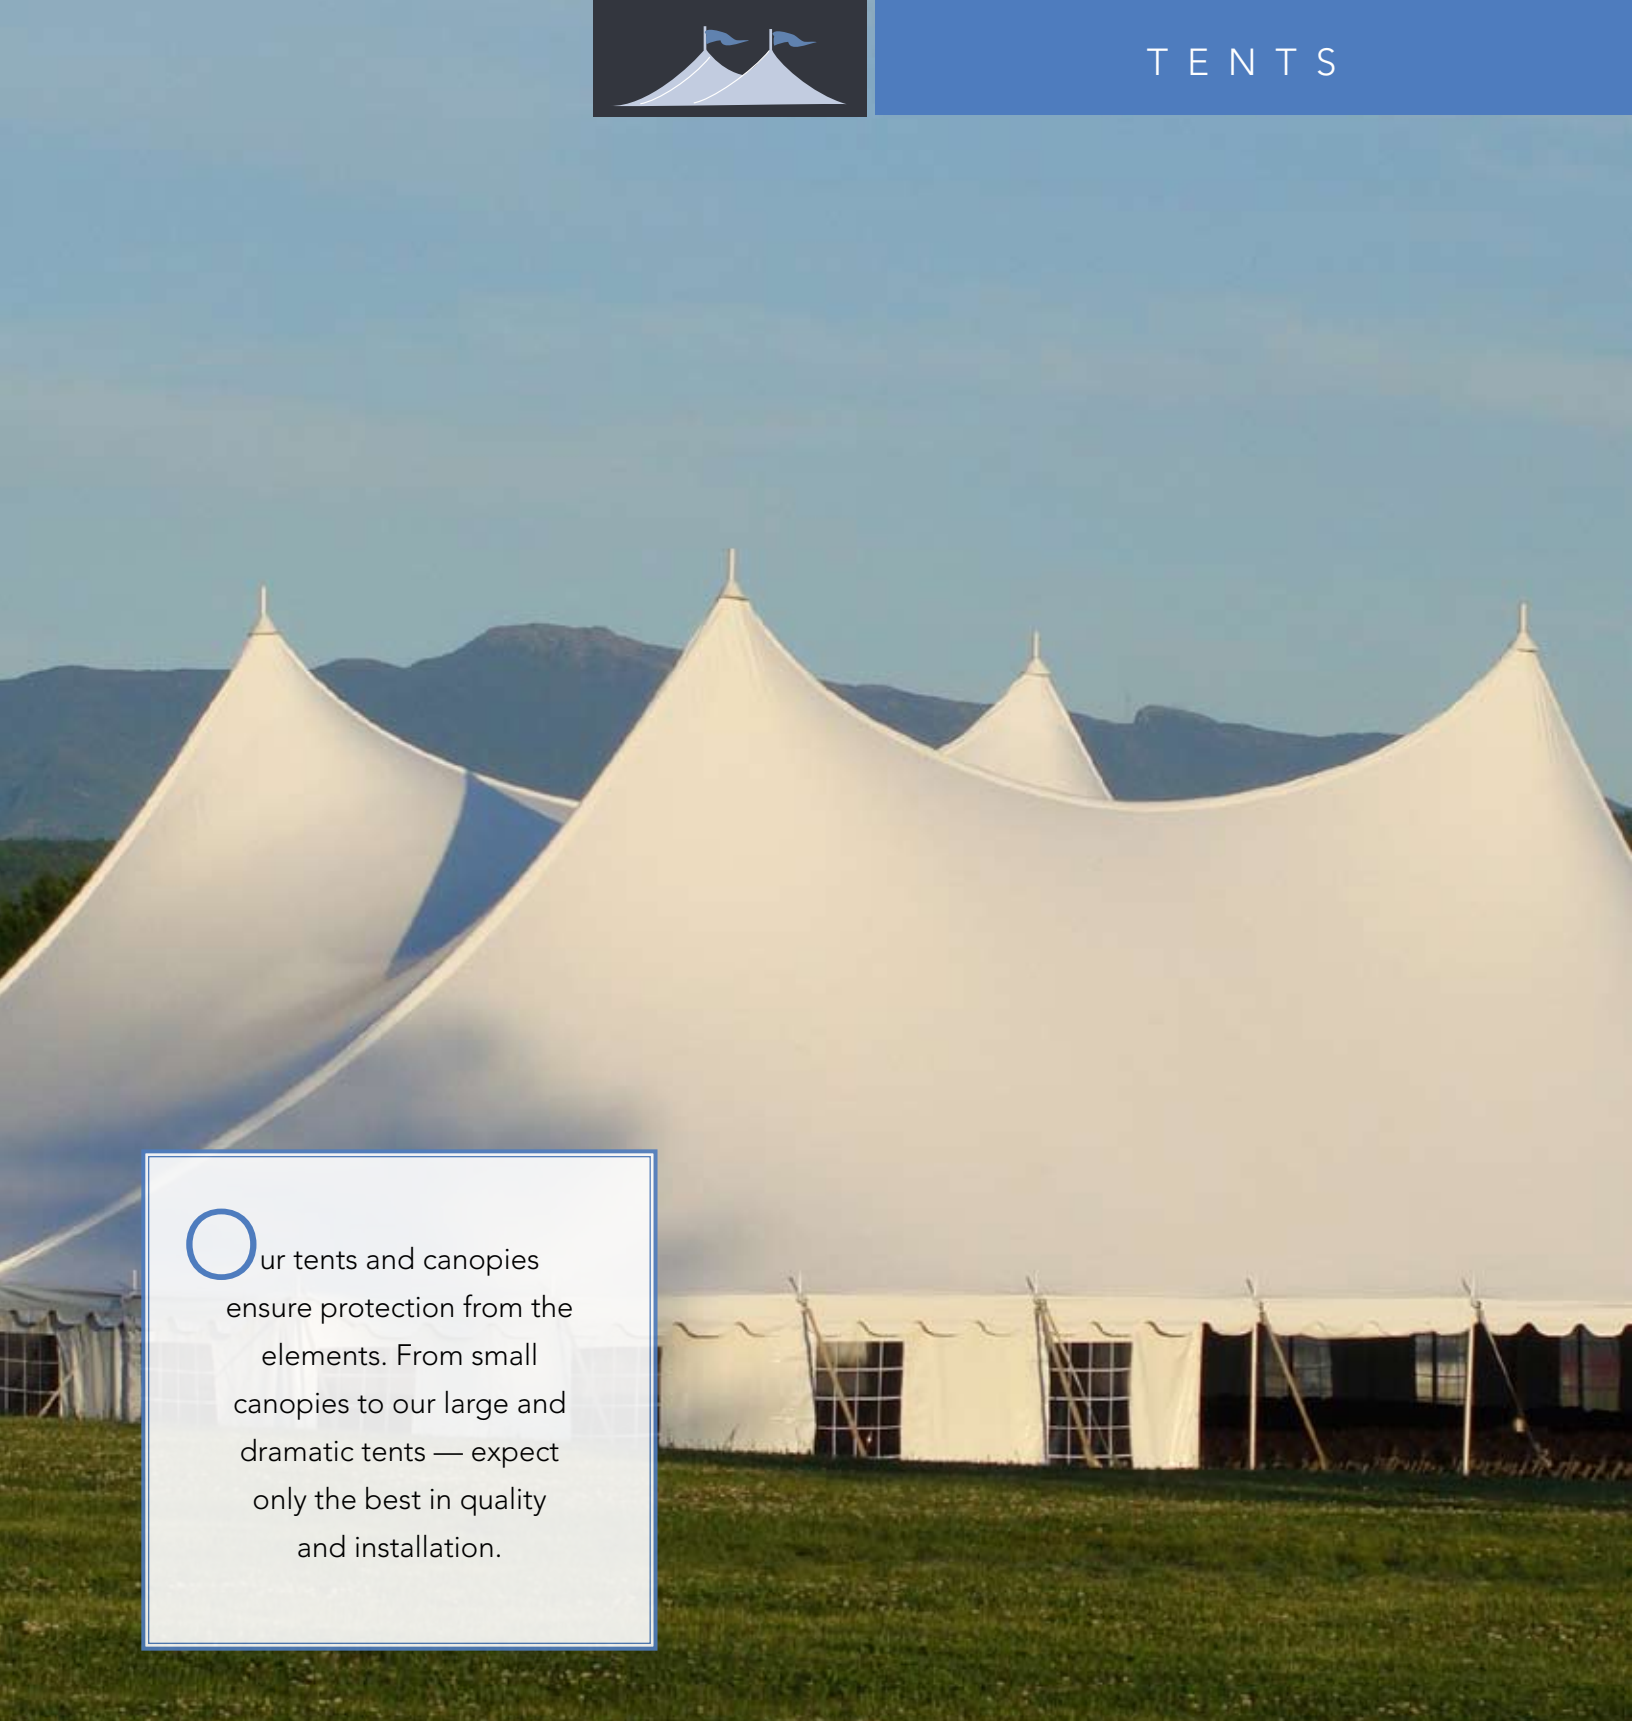 TENTS
Our tents and canopies
ensure protection from the
elements. From small
canopies to our large and
dramatic tents — expect
only the best in quality
and installation.